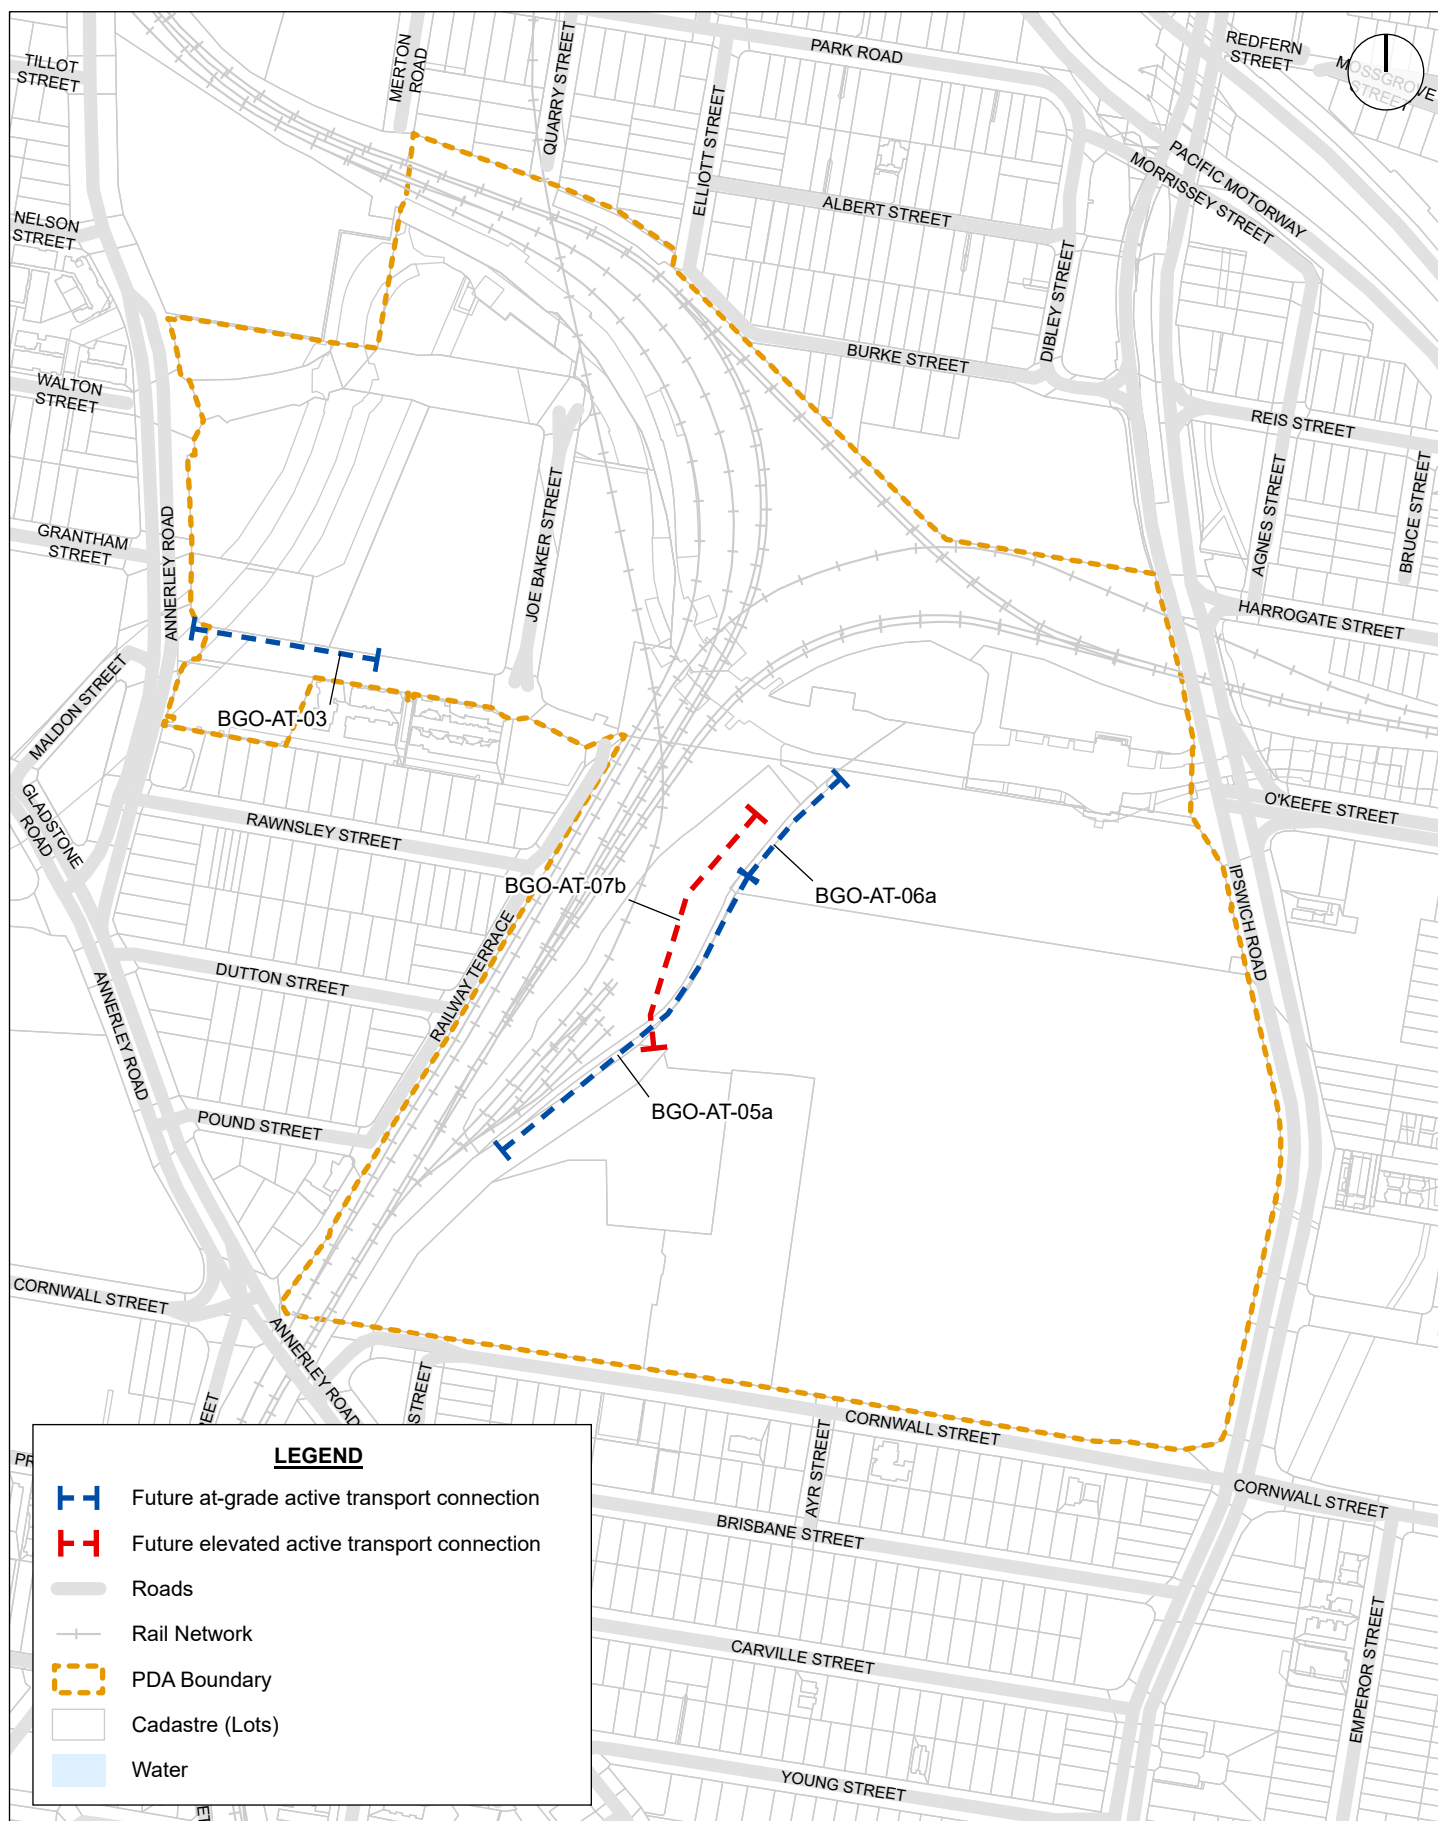 TILLOT
STREET
MERTON
ROAD
QUARRY STREET
PARK ROAD
REDFERN
STREET
MOSSGROVE
STREET
ELLIOTT STREET
PACIFIC MOTORWAY
MORRISSEY STREET
NELSON
STREET
ALBERT STREET
DIBLEY STREET
BURKE STREET
WALTON
STREET
REIS STREET
AGNES STREET
BRUCE STREET
JOE BAKER STREET
ANNERLEY ROAD
GRANTHAM
STREET
HARROGATE STREET
MALDON STREET
BGO-AT-03
GLADSTONE
ROAD
O'KEEFE STREET
RAWNSLEY STREET
BGO-AT-07b
BGO-AT-06a
IPSWICH ROAD
RAILWAY TERRACE
DUTTON STREET
ANNERLEY ROAD
BGO-AT-05a
POUND STREET
CORNWALL STREET
ANNERLEY ROAD
STREET
REET
CORNWALL STREET
AYR STREET
PR
CORNWALL STREET
BRISBANE STREET
CARVILLE STREET
EMPEROR STREET
YOUNG STREET
ET
LEGEND
Future at-grade active transport connection
Future elevated active transport connection
Roads
Rail Network
PDA Boundary
Cadastre (Lots)
Water